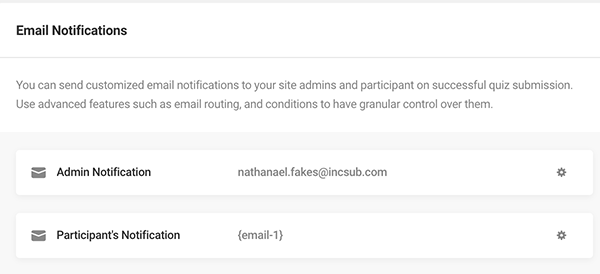 Email Notifications
You can send customized email notifications to your site admins and participant on successful quiz submission.
Use advanced features such as email routing, and conditions to have granular control over them.
Admin Notification nathanael.fakes@incsub.com
Participant's Notification {email-1}